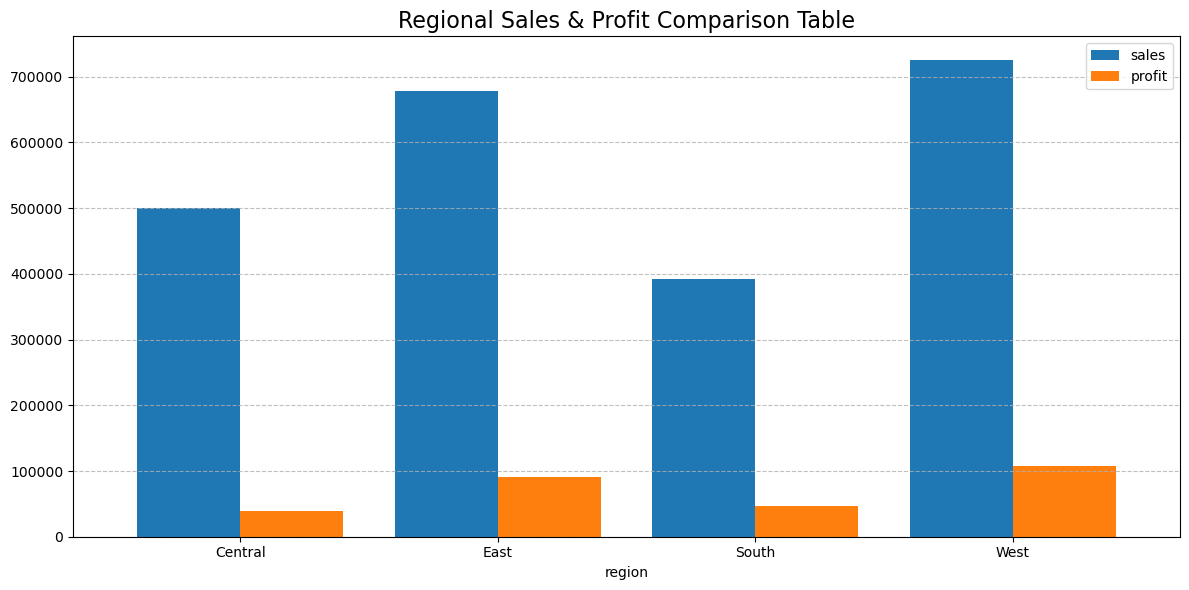 Regional Sales & Profit Comparison Table
sales
profit
700000
600000
500000
400000
300000
200000
100000
0
Central
East
South
West
region